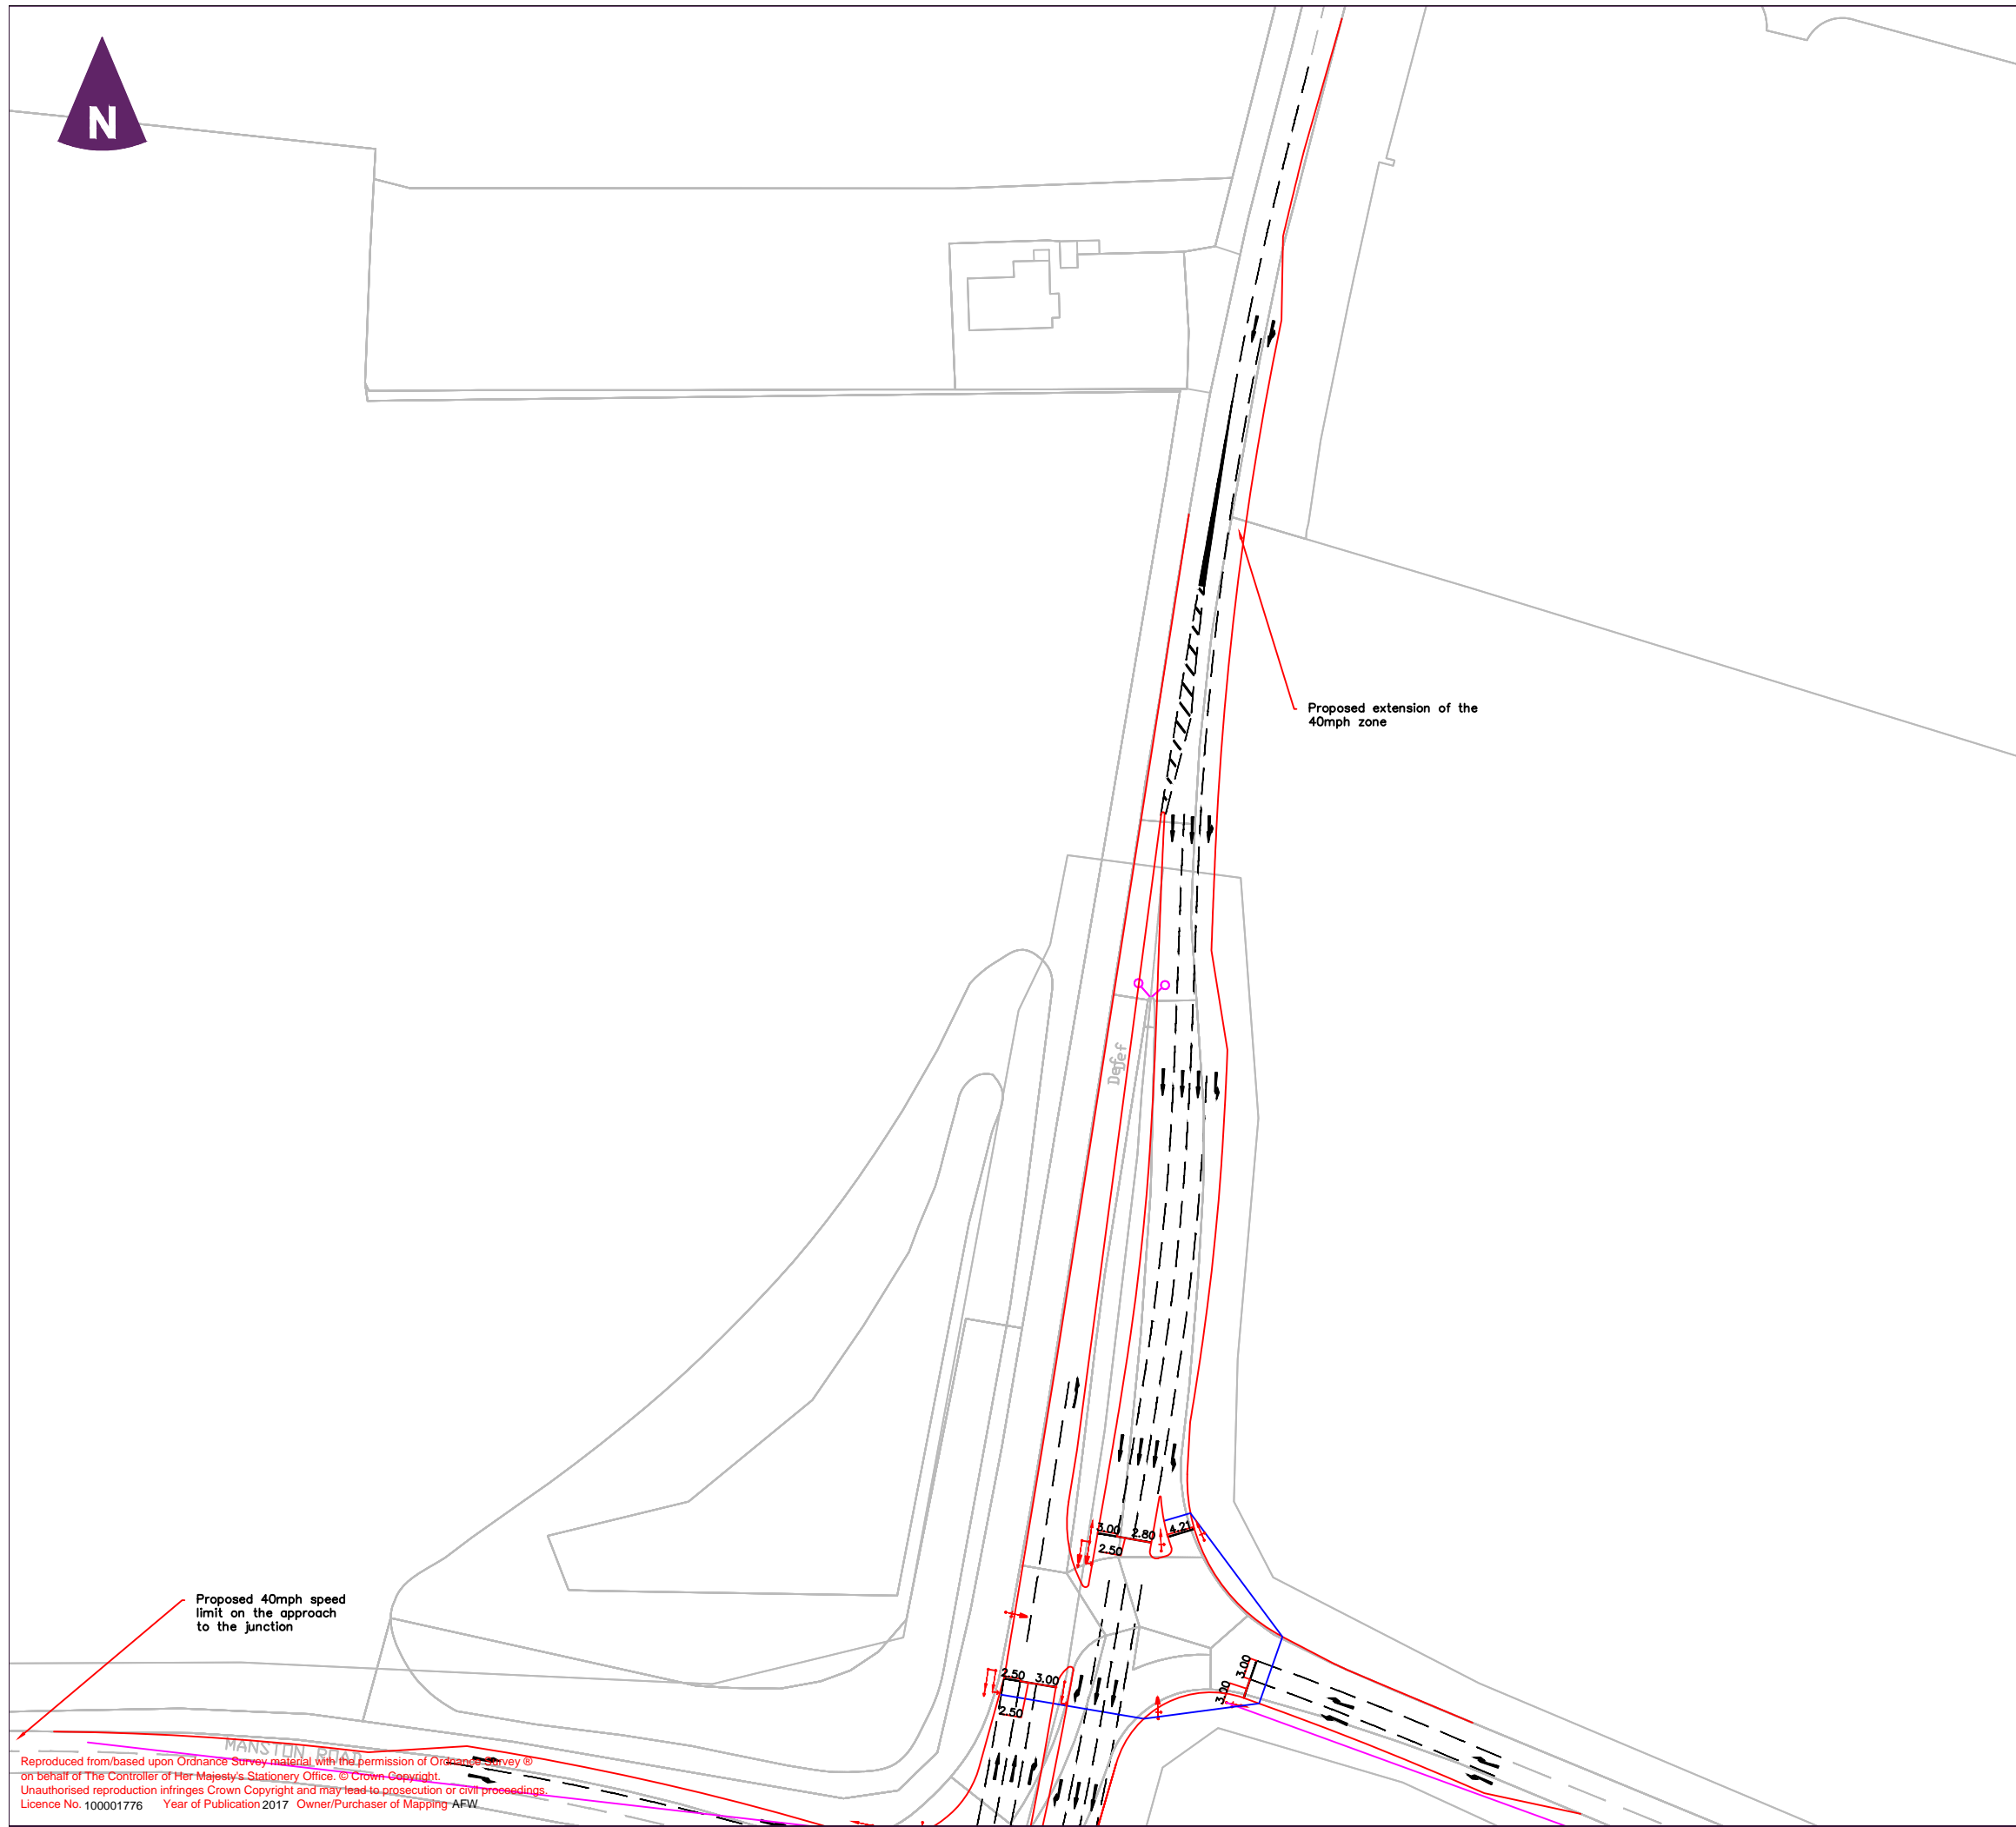 N
Proposed extension of the
40mph zone
3.00
2.80
4.21
2.50
Proposed 40mph speed
limit on the approach
to the junction
3.00
3.00
2.50
3.00
2.50
MANSTON ROAD
Reproduced from/based upon Ordnance Survey material with the permission of Ordnance Survey ®
on behalf of The Controller of Her Majesty's Stationery Office. © Crown Copyright.
Unauthorised reproduction infringes Crown Copyright and may lead to prosecution or civil proceedings.
Licence No. 100001776 Year of Publication 2017 Owner/Purchaser of Mapping AFW